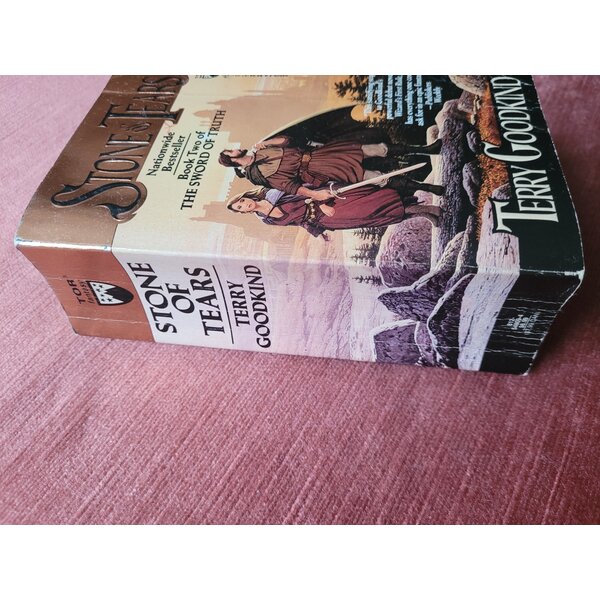 STONE OF TEARS
Nationwide
Bestseller
Book Two of
THE SWORD OF TRUTH
TERRY GOODKIND
TOR
FANTASY
STONE
OF
TEARS
TERRY
GOODKIND